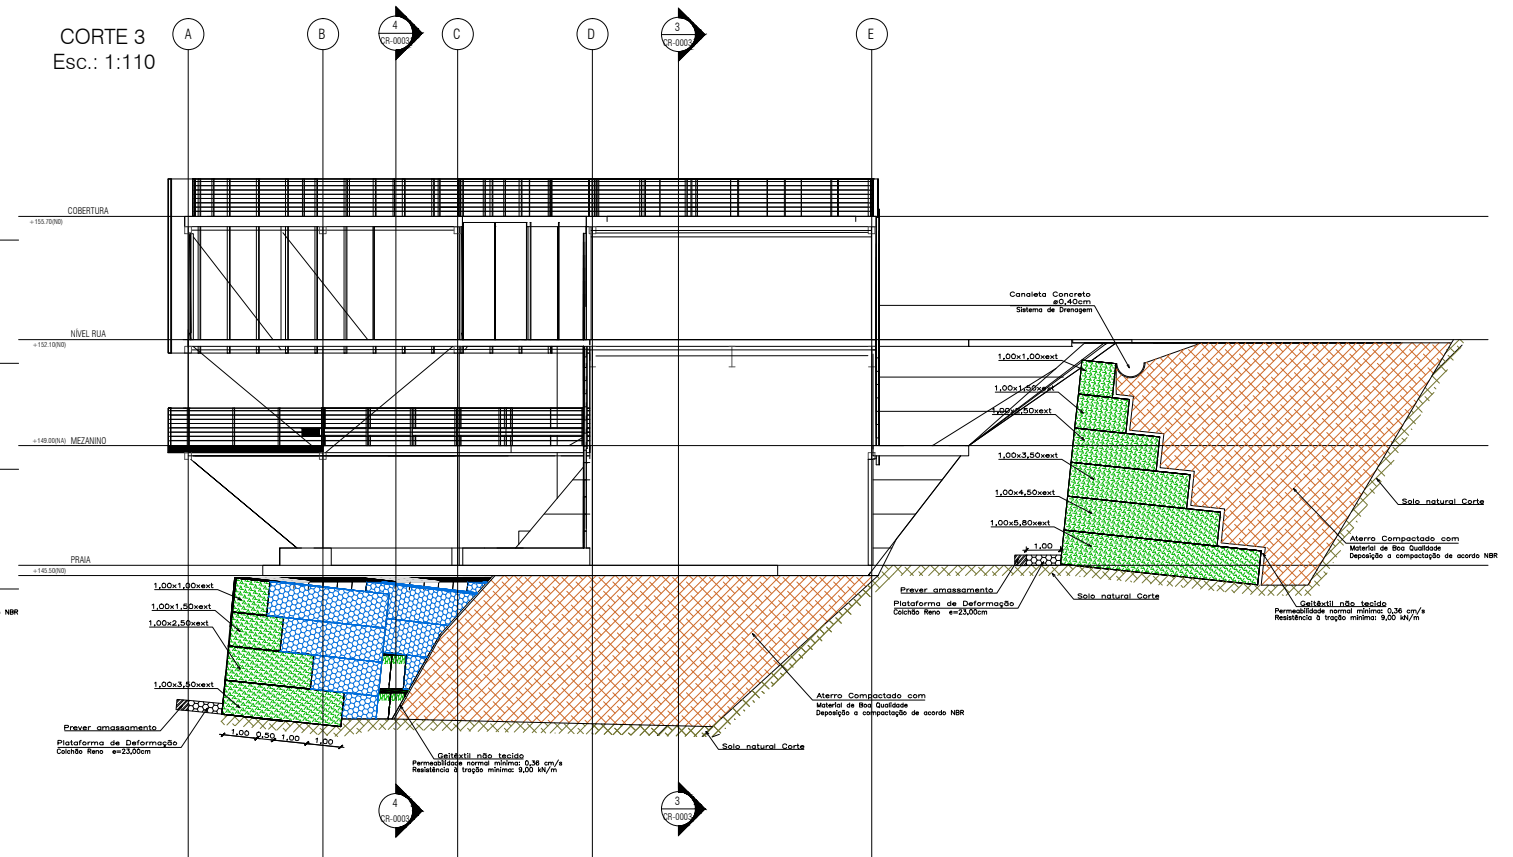 CORTE 3
Esc.: 1:110
A
B
4
CR-0003
C
D
3
CR-0003
E
COBERTURA
+155.70(N0)
NÍVEL RUA
+152.10(N0)
+149.00(NA) MEZANINO
PRAIA
+145.50(N0)
Canaleta Concreto
ø0,40cm
Sistema de Drenagem
1,00x1,00xext
1,00x1,50xext
1,00x2,50xext
1,00x3,50xext
1,00x4,50xext
1,00x5,80xext
1,00
Solo natural Corte
Aterro Compactado com
Material de Boa Qualidade
Deposição a compactação de acordo NBR
Prever amassamento
Plataforma de Deformação
Colchão Reno e=23,00cm
Solo natural Corte
Geitêxtil não tecido
Permeabilidade normal mínima: 0,36 cm/s
Resistência à tração mínima: 9,00 kN/m
NBR
1,00x1,00xext
1,00x1,50xext
1,00x2,50xext
1,00x3,50xext
Prever amassamento
Plataforma de Deformação
Colchão Reno e=23,00cm
1,00 0,50 1,00 1,00
Geitêxtil não tecido
Permeabilidade normal mínima: 0,36 cm/s
Resistência à tração mínima: 9,00 kN/m
Aterro Compactado com
Material de Boa Qualidade
Deposição a compactação de acordo NBR
Solo natural Corte
4
CR-0003
3
CR-0003